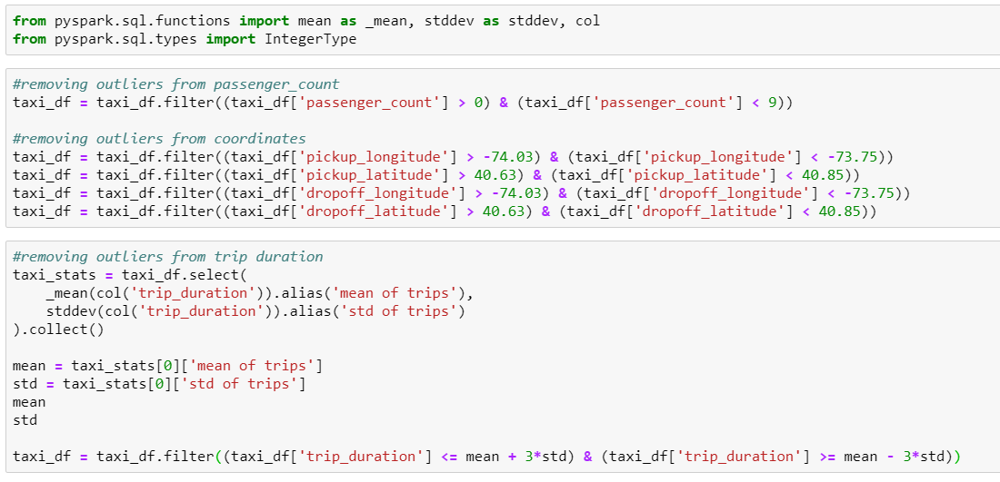 from pyspark.sql.functions import mean as _mean, stddev as stddev, col
from pyspark.sql.types import IntegerType
#removing outliers from passenger_count
taxi_df = taxi_df.filter((taxi_df['passenger_count'] > 0) & (taxi_df['passenger_count'] < 9))
#removing outliers from coordinates
taxi_df = taxi_df.filter((taxi_df['pickup_longitude'] > -74.03) & (taxi_df['pickup_longitude'] < -73.75))
taxi_df = taxi_df.filter((taxi_df['pickup_latitude'] > 40.63) & (taxi_df['pickup_latitude'] < 40.85))
taxi_df = taxi_df.filter((taxi_df['dropoff_longitude'] > -74.03) & (taxi_df['dropoff_longitude'] < -73.75))
taxi_df = taxi_df.filter((taxi_df['dropoff_latitude'] > 40.63) & (taxi_df['dropoff_latitude'] < 40.85))
#removing outliers from trip duration
taxi_stats = taxi_df.select(
    _mean(col('trip_duration')).alias('mean of trips'),
    stddev(col('trip_duration')).alias('std of trips')
).collect()
mean = taxi_stats[0]['mean of trips']
std = taxi_stats[0]['std of trips']
mean
std
taxi_df = taxi_df.filter((taxi_df['trip_duration'] <= mean + 3*std) & (taxi_df['trip_duration'] >= mean - 3*std))